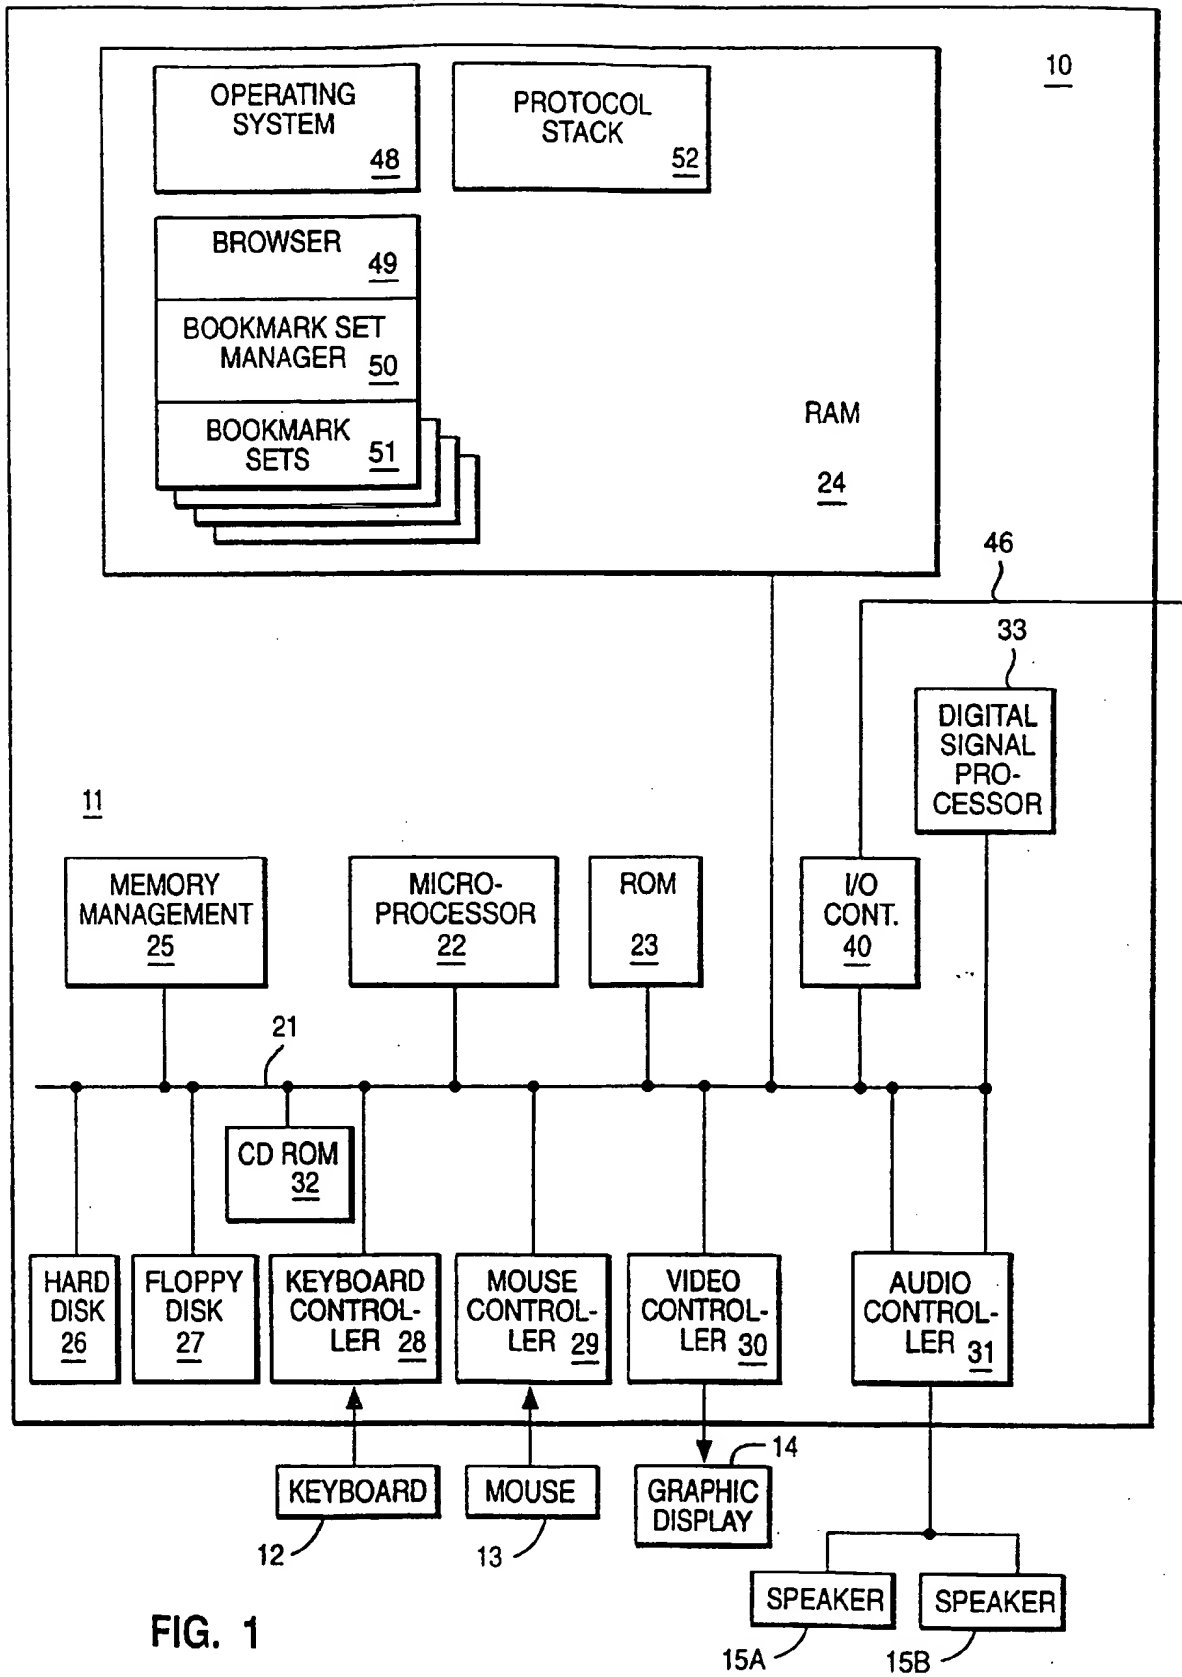 10
OPERATING
SYSTEM
48
PROTOCOL
STACK
52
BROWSER
49
BOOKMARK SET
MANAGER 50
BOOKMARK
SETS 51
RAM
24
46
33
DIGITAL
SIGNAL
PRO-
CESSOR
11
MEMORY
MANAGEMENT
25
MICRO-
PROCESSOR
22
ROM
23
I/O
CONT.
40
21
CD ROM
32
HARD
DISK
26
FLOPPY
DISK
27
KEYBOARD
CONTROL-
LER 28
MOUSE
CONTROL-
LER 29
VIDEO
CONTROL-
LER 30
AUDIO
CONTROL-
LER 31
KEYBOARD
12
MOUSE
13
14
GRAPHIC
DISPLAY
SPEAKER
15A
SPEAKER
15B
FIG. 1